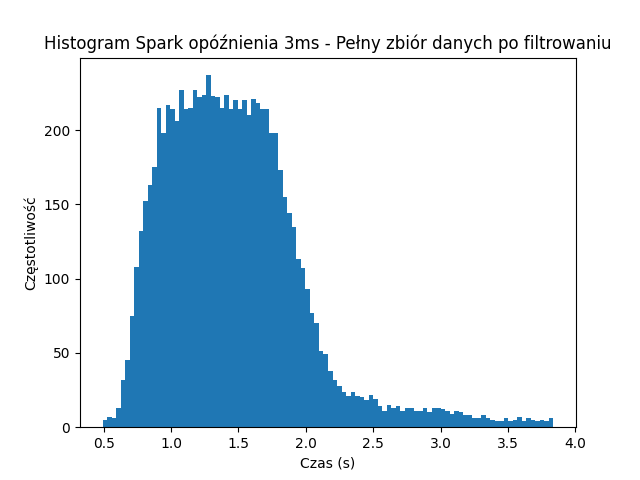 Histogram Spark opóźnienia 3ms - Pełny zbiór danych po filtrowaniu
Częstotliwość
200
150
100
50
0
0.5 1.0 1.5 2.0 2.5 3.0 3.5 4.0
Czas (s)